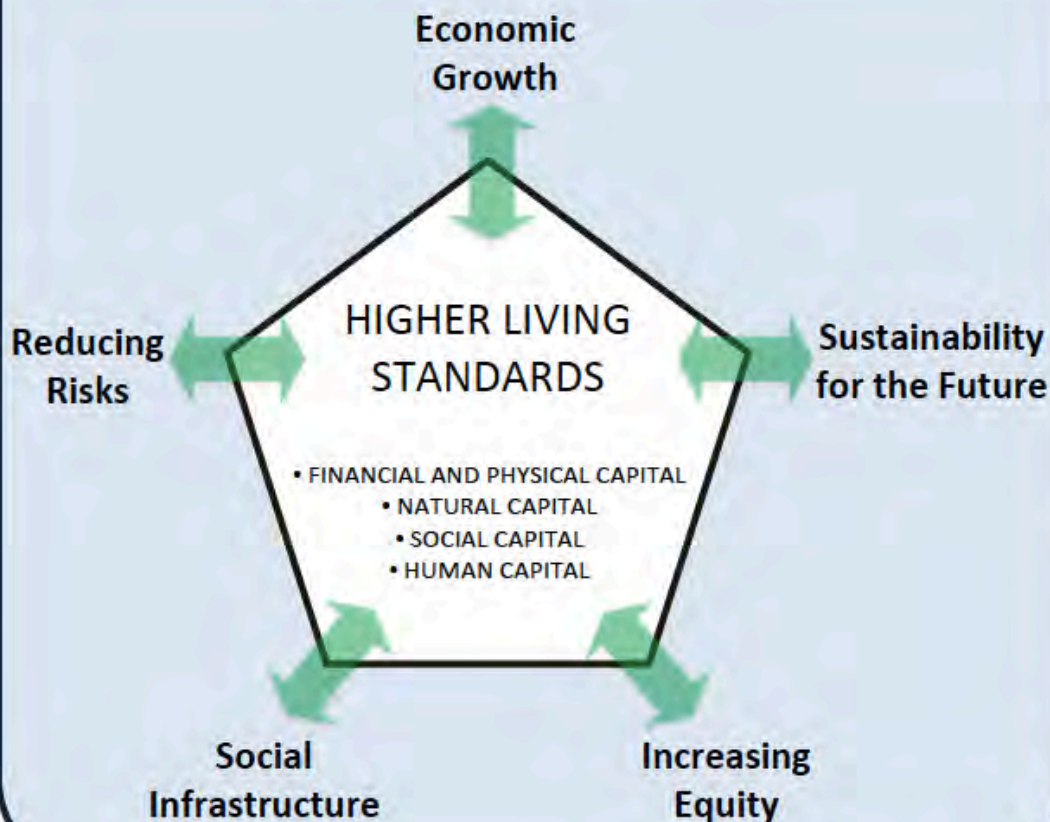 Economic
Growth
Reducing
Risks
HIGHER LIVING
STANDARDS
Sustainability
for the Future
• FINANCIAL AND PHYSICAL CAPITAL
• NATURAL CAPITAL
• SOCIAL CAPITAL
• HUMAN CAPITAL
Social
Infrastructure
Increasing
Equity